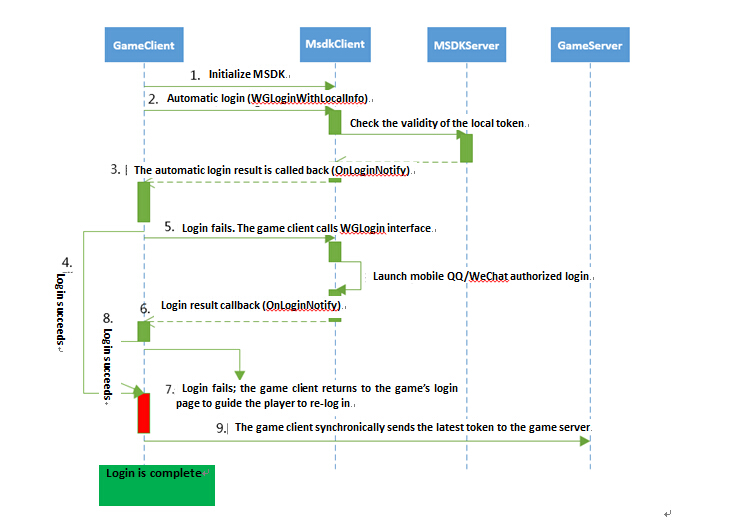 GameClient
MsdkClient
MSDKServer
GameServer
1. Initialize MSDK.
2. Automatic login (WGLoginWithLocalInfo).
Check the validity of the local token.
3. The automatic login result is called back (OnLoginNotify).
5. Login fails. The game client calls WGLogin interface.
4. Login succeeds
Launch mobile QQ/WeChat authorized login.
6. Login result callback (OnLoginNotify).
8. Login succeeds
7. Login fails; the game client returns to the game's login
page to guide the player to re-log in.
9. The game client synchronically sends the latest token to the game server.
Login is complete